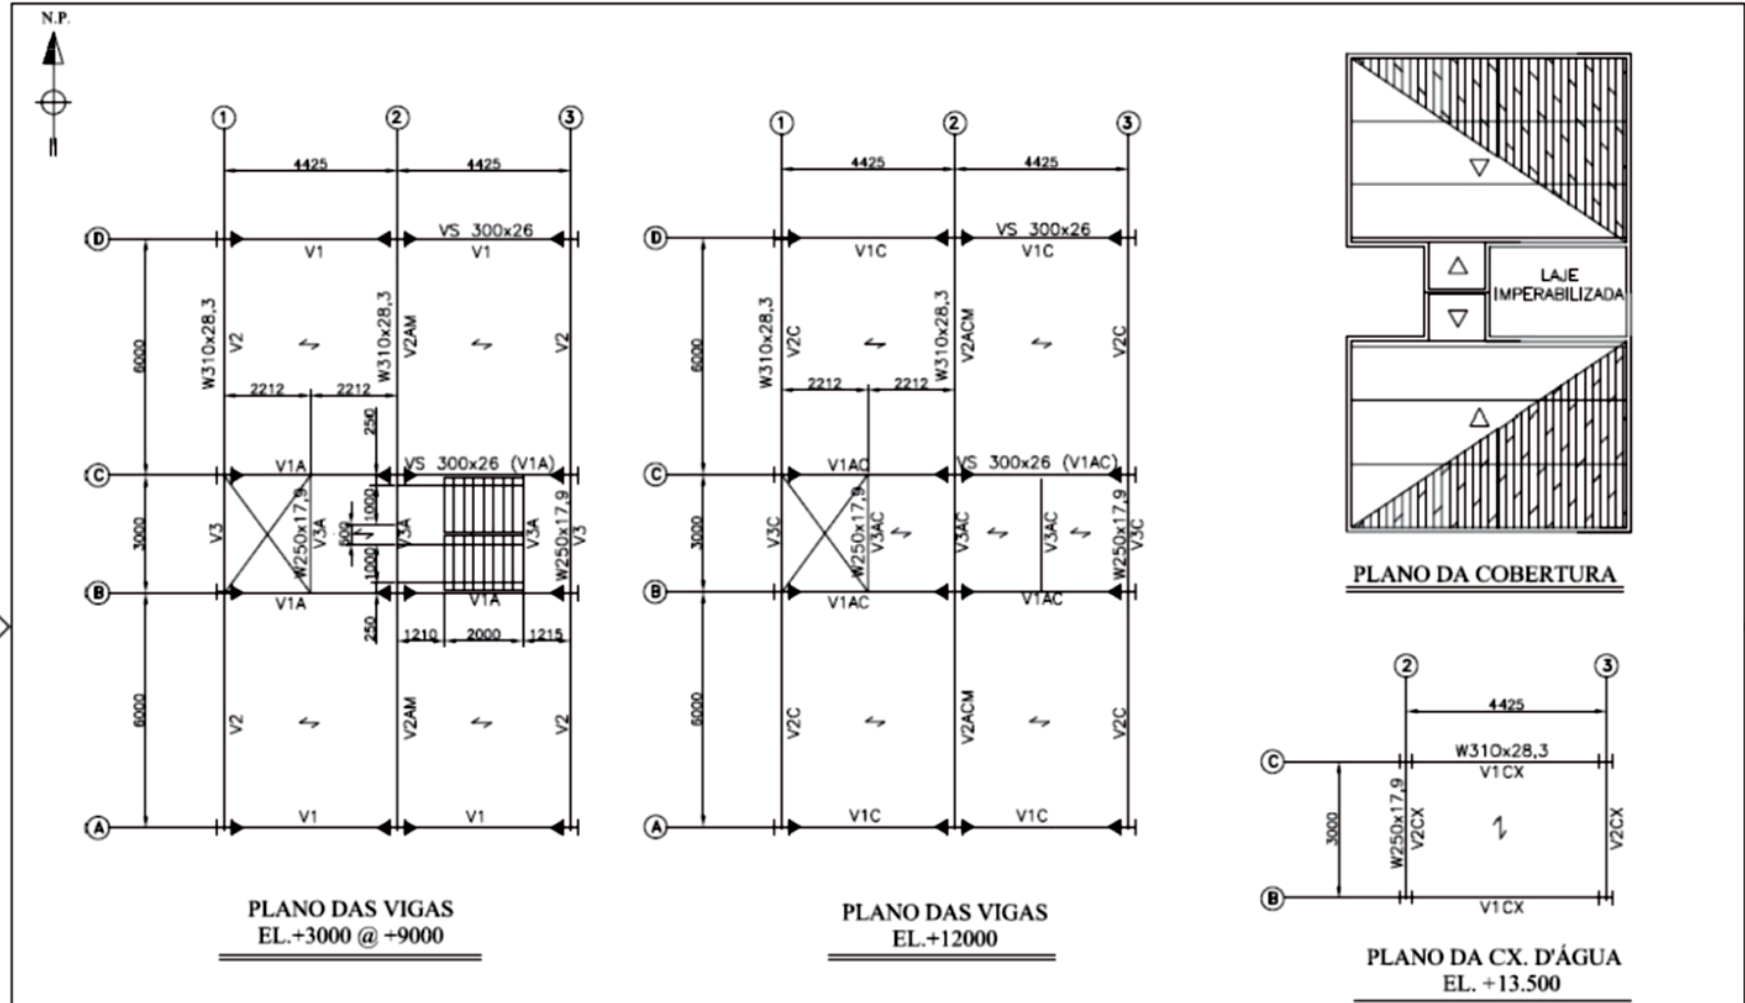 N.P.
1 2 3
4425 4425
D
VS 300x26
V1 V1
W310x28,3
V2
W310x28,3
V2AM
V2
6000
2212 2212
250
C
V1A
VS 300x26 (V1A)
3000
V3
W250x17,9
V3A
600
1000
1000
V3A
V3A
W250x17,9
V3
B
V1A V1A
250
1210 2000 1215
6000
V2
V2AM
V2
A
V1 V1
PLANO DAS VIGAS
EL.+3000 @ +9000
1 2 3
4425 4425
D
VS 300x26
V1C V1C
W310x28,3
V2C
W310x28,3
V2ACM
V2C
6000
2212 2212
C
V1AC
VS 300x26 (V1AC)
3000
V3C
W250x17,9
V3AC
V3AC
V3AC
W250x17,9
V3C
B
V1AC V1AC
6000
V2C
V2ACM
V2C
A
V1C V1C
PLANO DAS VIGAS
EL.+12000
LAJE
IMPERABILIZADA
PLANO DA COBERTURA
2 3
4425
C
W310x28,3
V1CX
3000
W250x17,9
V2CX
V2CX
B
V1CX
PLANO DA CX. D'ÁGUA
EL. +13.500